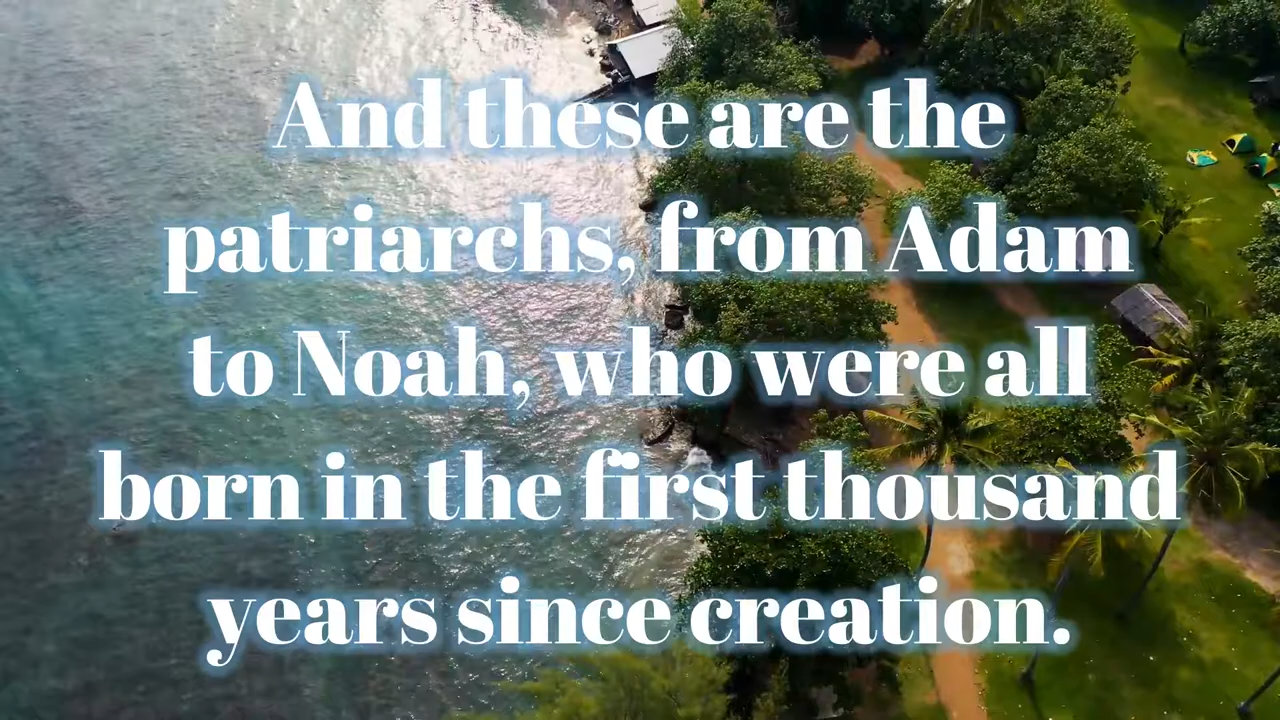 And these are the
patriarchs, from Adam
to Noah, who were all
born in the first thousand
years since creation.